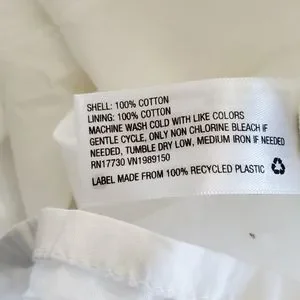 SHELL: 100% COTTON
LINING: 100% COTTON
MACHINE WASH COLD WITH LIKE COLORS
GENTLE CYCLE, ONLY NON CHLORINE BLEACH IF
NEEDED, TUMBLE DRY LOW, MEDIUM IRON IF NEEDED
RN17730 VN1989150
LABEL MADE FROM 100% RECYCLED PLASTIC